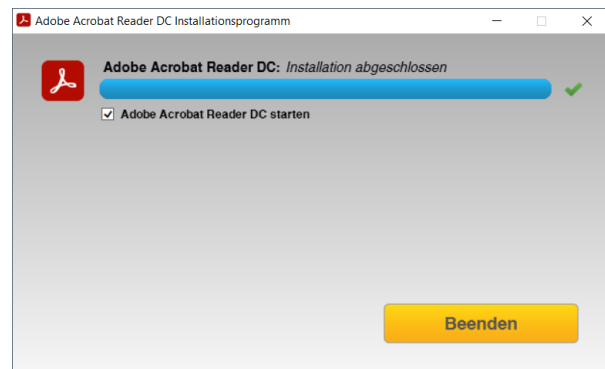 Adobe Acrobat Reader DC Installationsprogramm
Adobe Acrobat Reader DC: Installation abgeschlossen
Adobe Acrobat Reader DC starten
Beenden